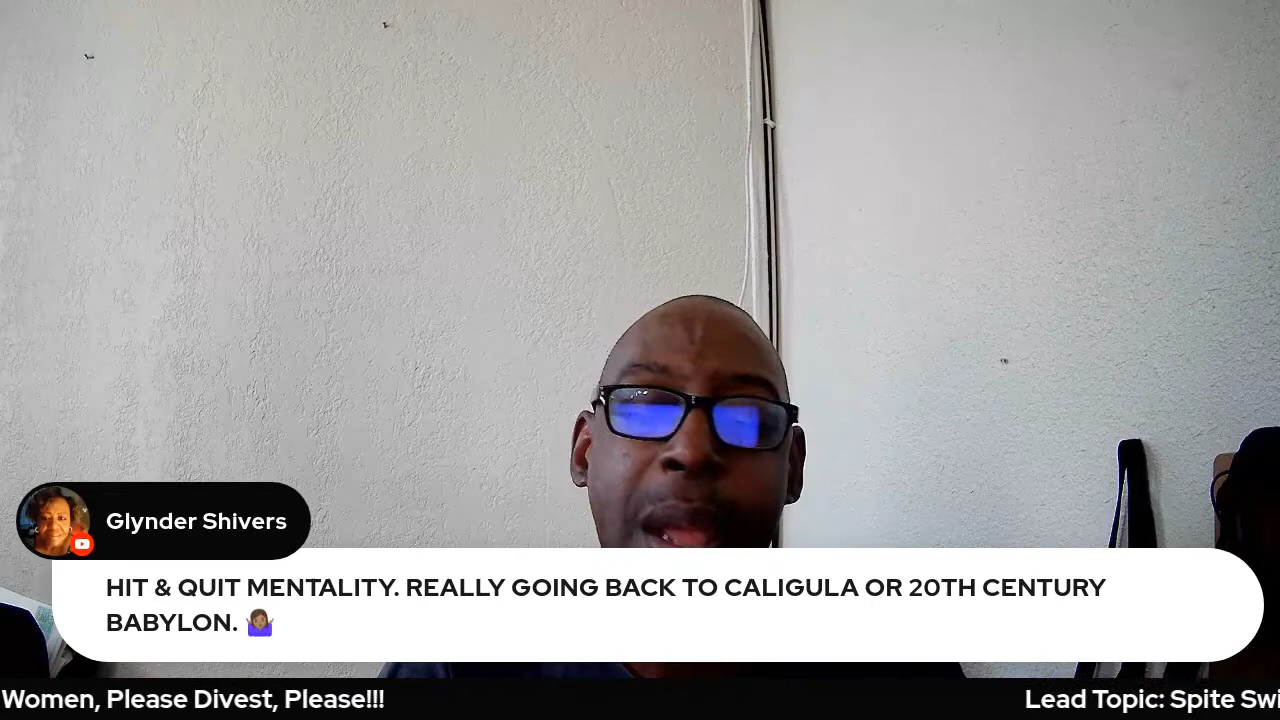 Glynder Shivers
HIT & QUIT MENTALITY. REALLY GOING BACK TO CALIGULA OR 20TH CENTURY
BABYLON. 🤷🏽‍♀️
Women, Please Divest, Please!!!
Lead Topic: Spite Swi